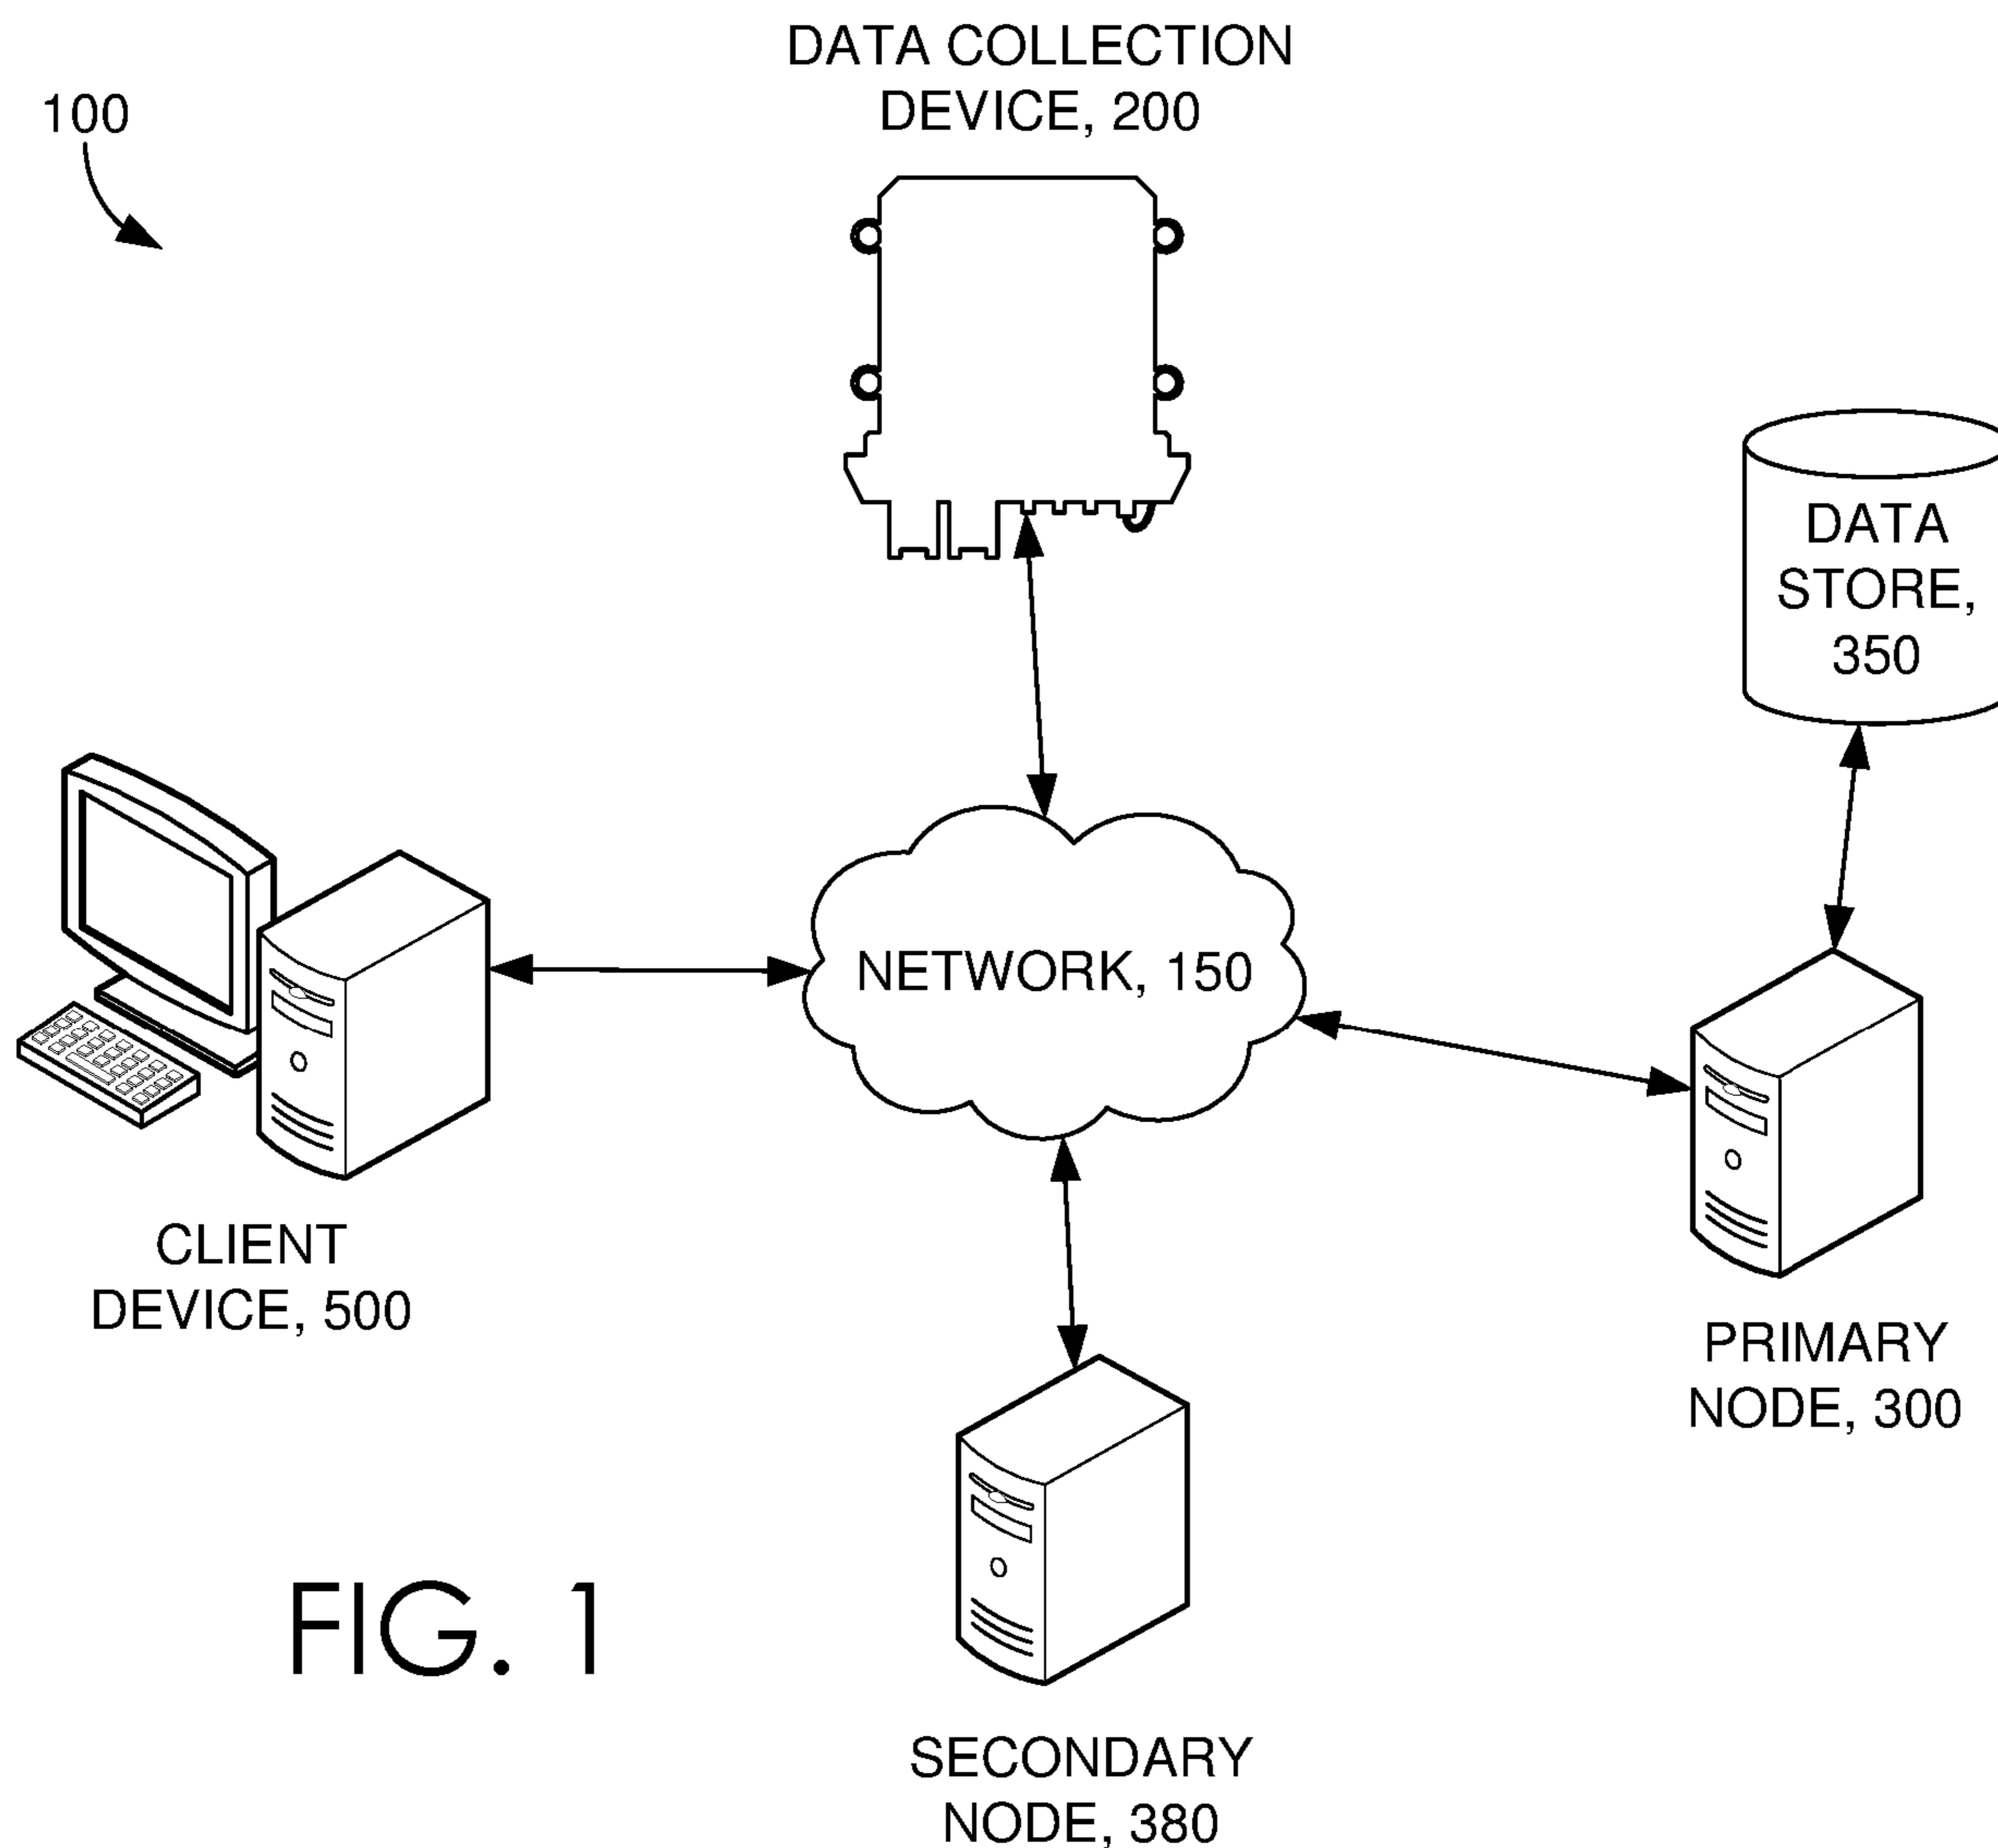 DATA COLLECTION
DEVICE, 200
100
DATA
STORE,
350
NETWORK, 150
CLIENT
DEVICE, 500
PRIMARY
NODE, 300
SECONDARY
NODE, 380
FIG. 1